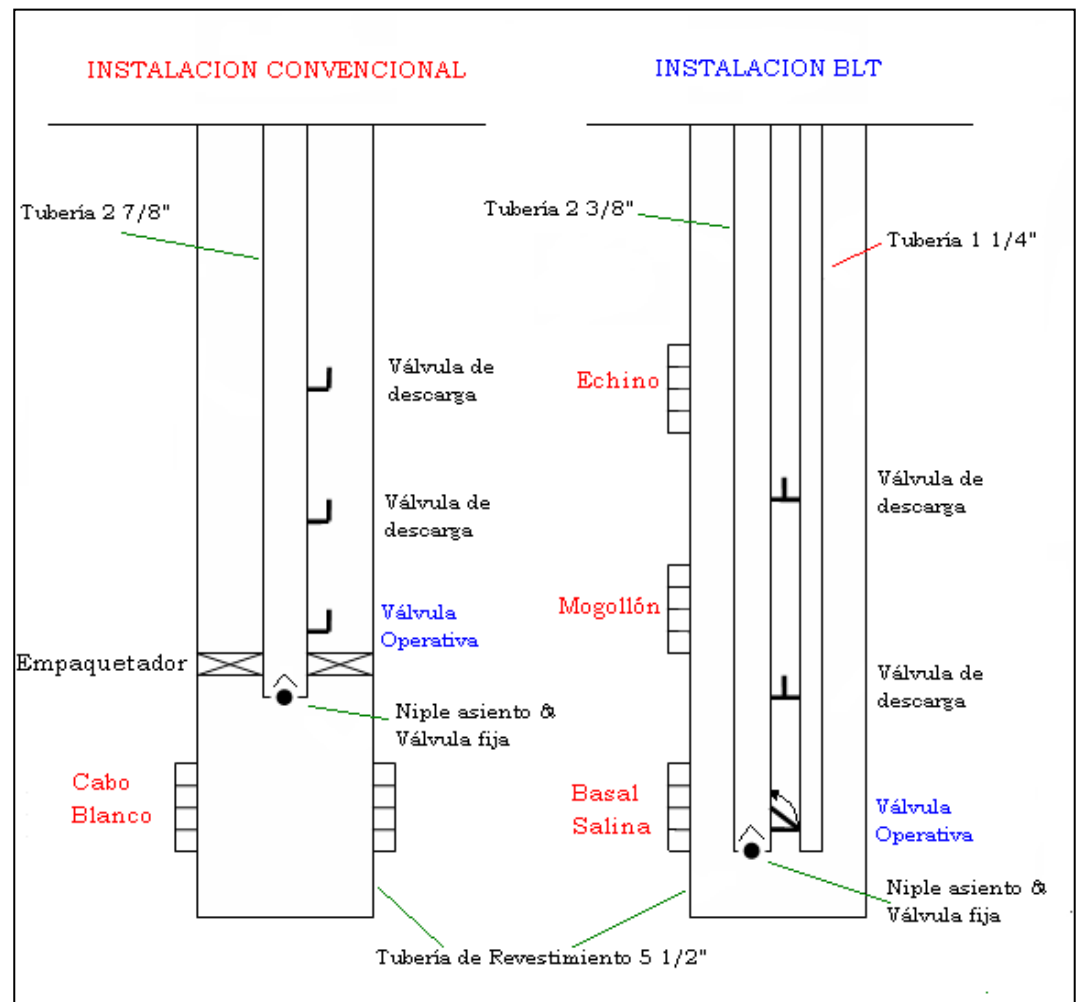 INSTALACION CONVENCIONAL
Tubería 2 7/8"
Válvula de
descarga
Válvula de
descarga
Válvula
Operativa
Empaquetador
Niple asiento &
Válvula fija
Cabo
Blanco
INSTALACION BLT
Tubería 2 3/8"
Tubería 1 1/4"
Echino
Válvula de
descarga
Mogollón
Válvula de
descarga
Basal
Salina
Válvula
Operativa
Niple asiento &
Válvula fija
Tubería de Revestimiento 5 1/2"